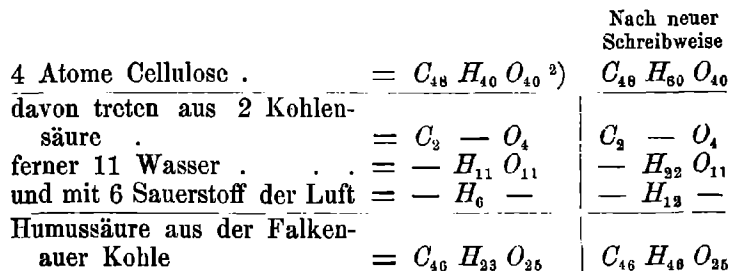 Nach neuer
Schreibweise
4 Atome Cellulose . = C₄₈ H₄₀ O₄₀ ²) C₄₈ H₈₀ O₄₀
davon treten aus 2 Kohlen-
säure . = C₂ — O₄ C₂ — O₄
ferner 11 Wasser . . . = — H₁₁ O₁₁ — H₂₂ O₁₁
und mit 6 Sauerstoff der Luft = — H₆ — — H₁₂ —
Humussäure aus der Falken-
auer Kohle = C₄₆ H₂₃ O₂₅ C₄₆ H₄₆ O₂₅